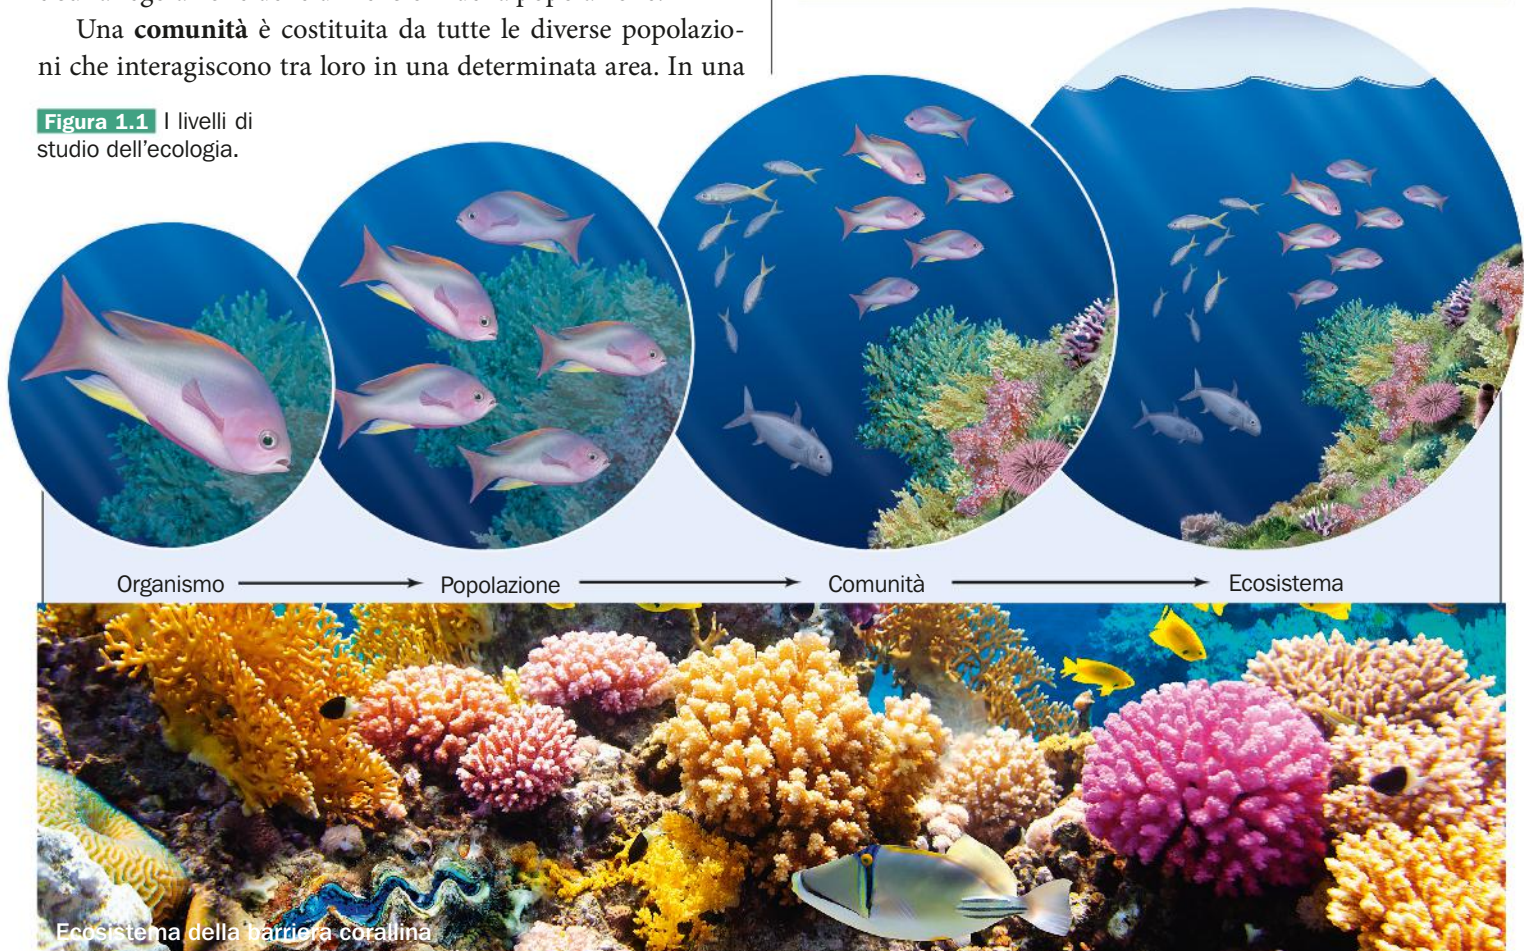 Una comunità è costituita da tutte le diverse popolazio-
ni che interagiscono tra loro in una determinata area. In una
Figura 1.1 I livelli di
studio dell'ecologia.
Organismo
Popolazione
Comunità
Ecosistema
Ecosistema della barriera corallina